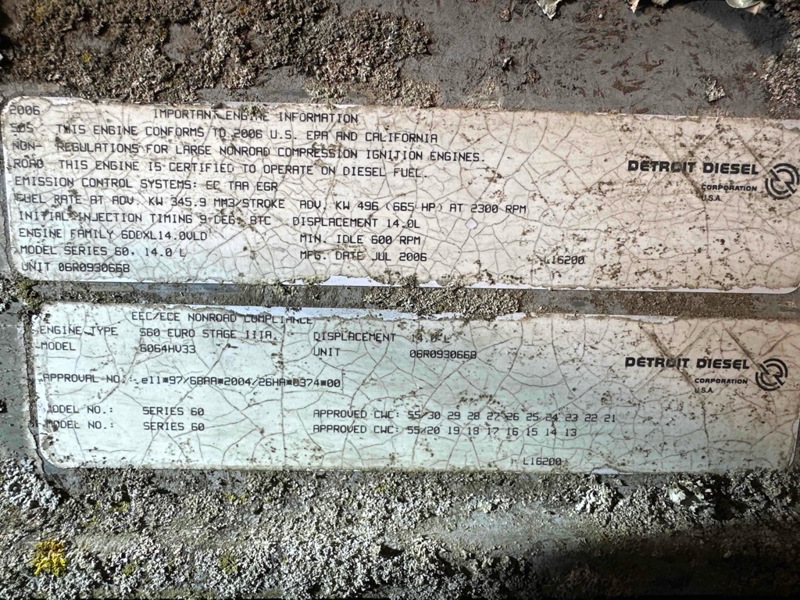 2006 IMPORTANT ENGINE INFORMATION
505 THIS ENGINE CONFORMS TO 2006 U.S. EPA AND CALIFORNIA
NON- REGULATIONS FOR LARGE NONROAD COMPRESSION IGNITION ENGINES.
ROAD THIS ENGINE IS CERTIFIED TO OPERATE ON DIESEL FUEL.
EMISSION CONTROL SYSTEMS: EC TAA EGR
FUEL RATE AT ADV. KW 345.9 MM3/STROKE ADV. KW 496 (665 HP) AT 2300 RPM
INITIAL INJECTION TIMING 9 DEG. BTC DISPLACEMENT 14.0L
ENGINE FAMILY 6DDXL14.0VLD MIN. IDLE 600 RPM
MODEL SERIES 60, 14.0 L MFG. DATE JUL 2006
UNIT 06R0930668 L16200
DETROIT DIESEL
CORPORATION
U.S.A.
EEC/ECE NONROAD COMPLIANCE
ENGINE TYPE S60 EURO STAGE 111A DISPLACEMENT 14.0 L
MODEL 6064HV33 UNIT 06R0930668
APPROVAL NO: e11*97/68AA*2004/26HA*0374*00
MODEL NO.: SERIES 60 APPROVED CWC: 55/30 29 28 27 26 25 24 23 22 21
MODEL NO.: SERIES 60 APPROVED CWC: 55/20 19 18 17 16 15 14 13
L16200
DETROIT DIESEL
CORPORATION
U.S.A.